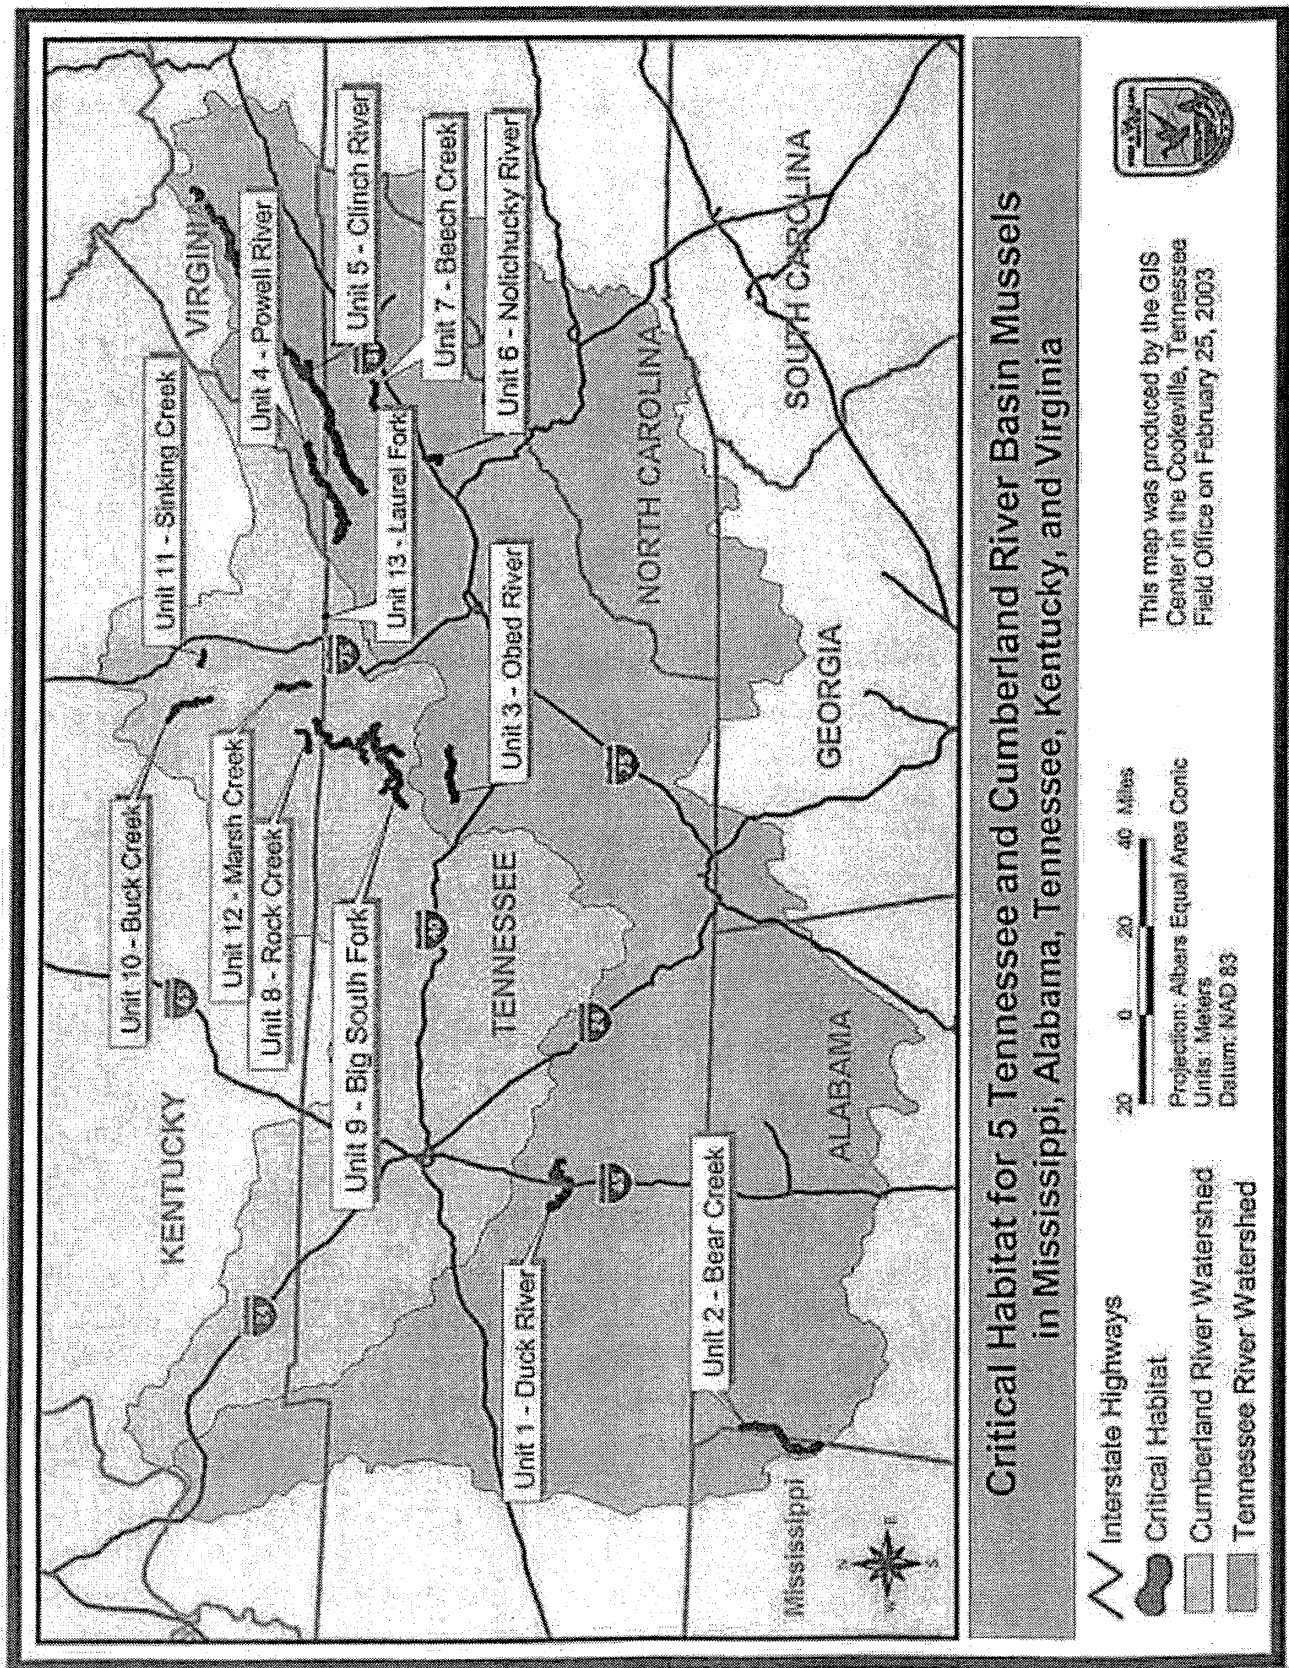 VIRGINI
Unit 11 - Sinking Creek
Unit 4 - Powell River
Unit 5 - Clinch River
Unit 7 - Beech Creek
Unit 6 - Nolichucky River
Unit 13 - Laurel Fork
Unit 10 - Buck Creek
Unit 12 - Marsh Creek
Unit 8 - Rock Creek
Unit 9 - Big South Fork
Unit 3 - Obed River
Unit 1 - Duck River
Unit 2 - Bear Creek
KENTUCKY
TENNESSEE
NORTH CAROLINA
SOUTH CAROLINA
GEORGIA
ALABAMA
Mississippi
N
E
S
W
Critical Habitat for 5 Tennessee and Cumberland River Basin Mussels
in Mississippi, Alabama, Tennessee, Kentucky, and Virginia
Interstate Highways
Critical Habitat
Cumberland River Watershed
Tennessee River Watershed
20 0 20 40 Miles
Projection: Albers Equal Area Conic
Units: Meters
Datum: NAD 83
This map was produced by the GIS
Center in the Cookeville, Tennessee
Field Office on February 25, 2003